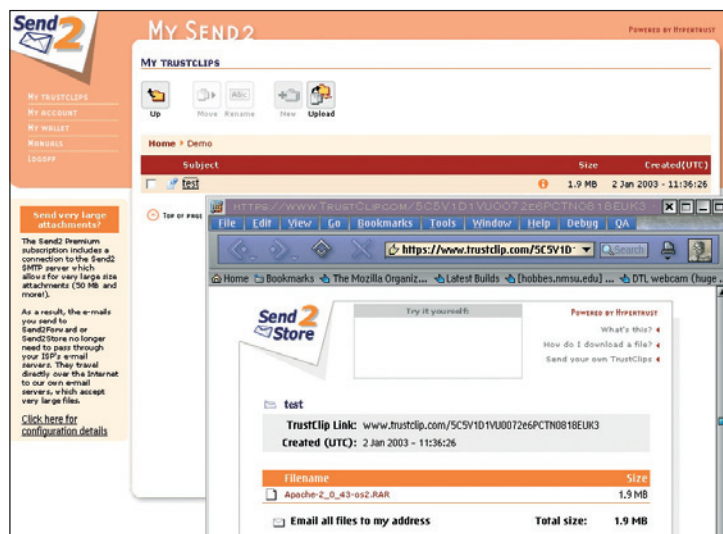 Send 2
MY SEND2
POWERED BY HYPERTRUST
MY TRUSTCLIPS
MY TRUSTCLIPS
MY ACCOUNT
MY WALLET
MANUALS
LOGOFF
Up
Move
Rename
New
Upload
Home Demo
Subject Size Created(UTC)
test 1.9 MB 2 Jan 2003 - 11:36:26
TOP OF PAGE
Send very large
attachments?
The Send2 Premium
subscription includes a
connection to the Send2
SMTP server which
allows for very large size
attachments (50 MB and
more!).
As a result, the e-mails
you send to
Send2Forward or
Send2Store no longer
need to pass through
your ISP's e-mail
servers. They travel
directly over the Internet
to our own e-mail
servers, which accept
very large files.
Click here for
configuration details
HTTPS://WWW.TRUSTCLIP.COM/5C5V1D1VU0072E6PCTN0818EUK3
File Edit View Go Bookmarks Tools Window Help Debug QA
https://www.trustclip.com/5C5V1D Search
Home Bookmarks The Mozilla Organiz... Latest Builds [hobbes.nmsu.edu] ... DTL webcam (huge ...
Send 2
Store
Try it yourself:
POWERED BY HYPERTRUST
What's this?
How do I download a file?
Send your own TrustClips
test
TrustClip Link: www.trustclip.com/5C5V1D1VU0072e6PCTN0818EUK3
Created (UTC): 2 Jan 2003 - 11:36:26
Filename Size
Apache-2_0_43-os2.RAR 1.9 MB
Email all files to my address Total size: 1.9 MB